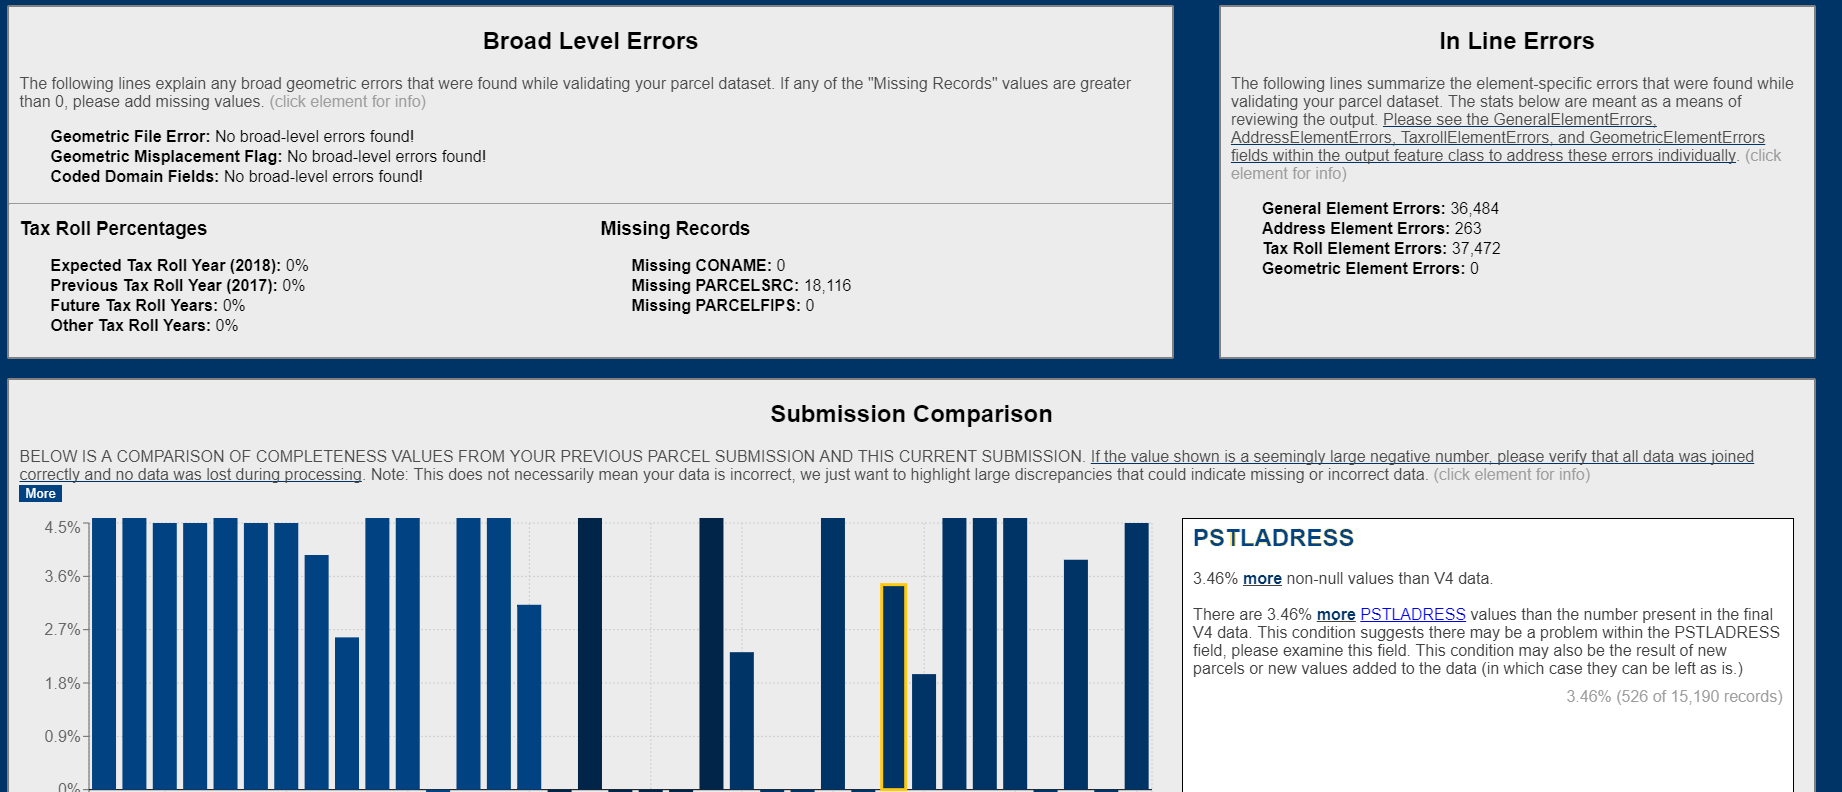 Broad Level Errors
The following lines explain any broad geometric errors that were found while validating your parcel dataset. If any of the "Missing Records" values are greater
than 0, please add missing values. (click element for info)
Geometric File Error: No broad-level errors found!
Geometric Misplacement Flag: No broad-level errors found!
Coded Domain Fields: No broad-level errors found!
Tax Roll Percentages
Expected Tax Roll Year (2018): 0%
Previous Tax Roll Year (2017): 0%
Future Tax Roll Years: 0%
Other Tax Roll Years: 0%
Missing Records
Missing CONAME: 0
Missing PARCELSRC: 18,116
Missing PARCELFIPS: 0
In Line Errors
The following lines summarize the element-specific errors that were found while
validating your parcel dataset. The stats below are meant as a means of
reviewing the output. Please see the GeneralElementErrors,
AddressElementErrors, TaxrollElementErrors, and GeometricElementErrors
fields within the output feature class to address these errors individually. (click
element for info)
General Element Errors: 36,484
Address Element Errors: 263
Tax Roll Element Errors: 37,472
Geometric Element Errors: 0
Submission Comparison
BELOW IS A COMPARISON OF COMPLETENESS VALUES FROM YOUR PREVIOUS PARCEL SUBMISSION AND THIS CURRENT SUBMISSION. If the value shown is a seemingly large negative number, please verify that all data was joined
correctly and no data was lost during processing. Note: This does not necessarily mean your data is incorrect, we just want to highlight large discrepancies that could indicate missing or incorrect data. (click element for info)
More
4.5%
3.6%
2.7%
1.8%
0.9%
0%
PSTLADRESS
3.46% more non-null values than V4 data.
There are 3.46% more PSTLADRESS values than the number present in the final
V4 data. This condition suggests there may be a problem within the PSTLADRESS
field, please examine this field. This condition may also be the result of new
parcels or new values added to the data (in which case they can be left as is.)
3.46% (526 of 15,190 records)